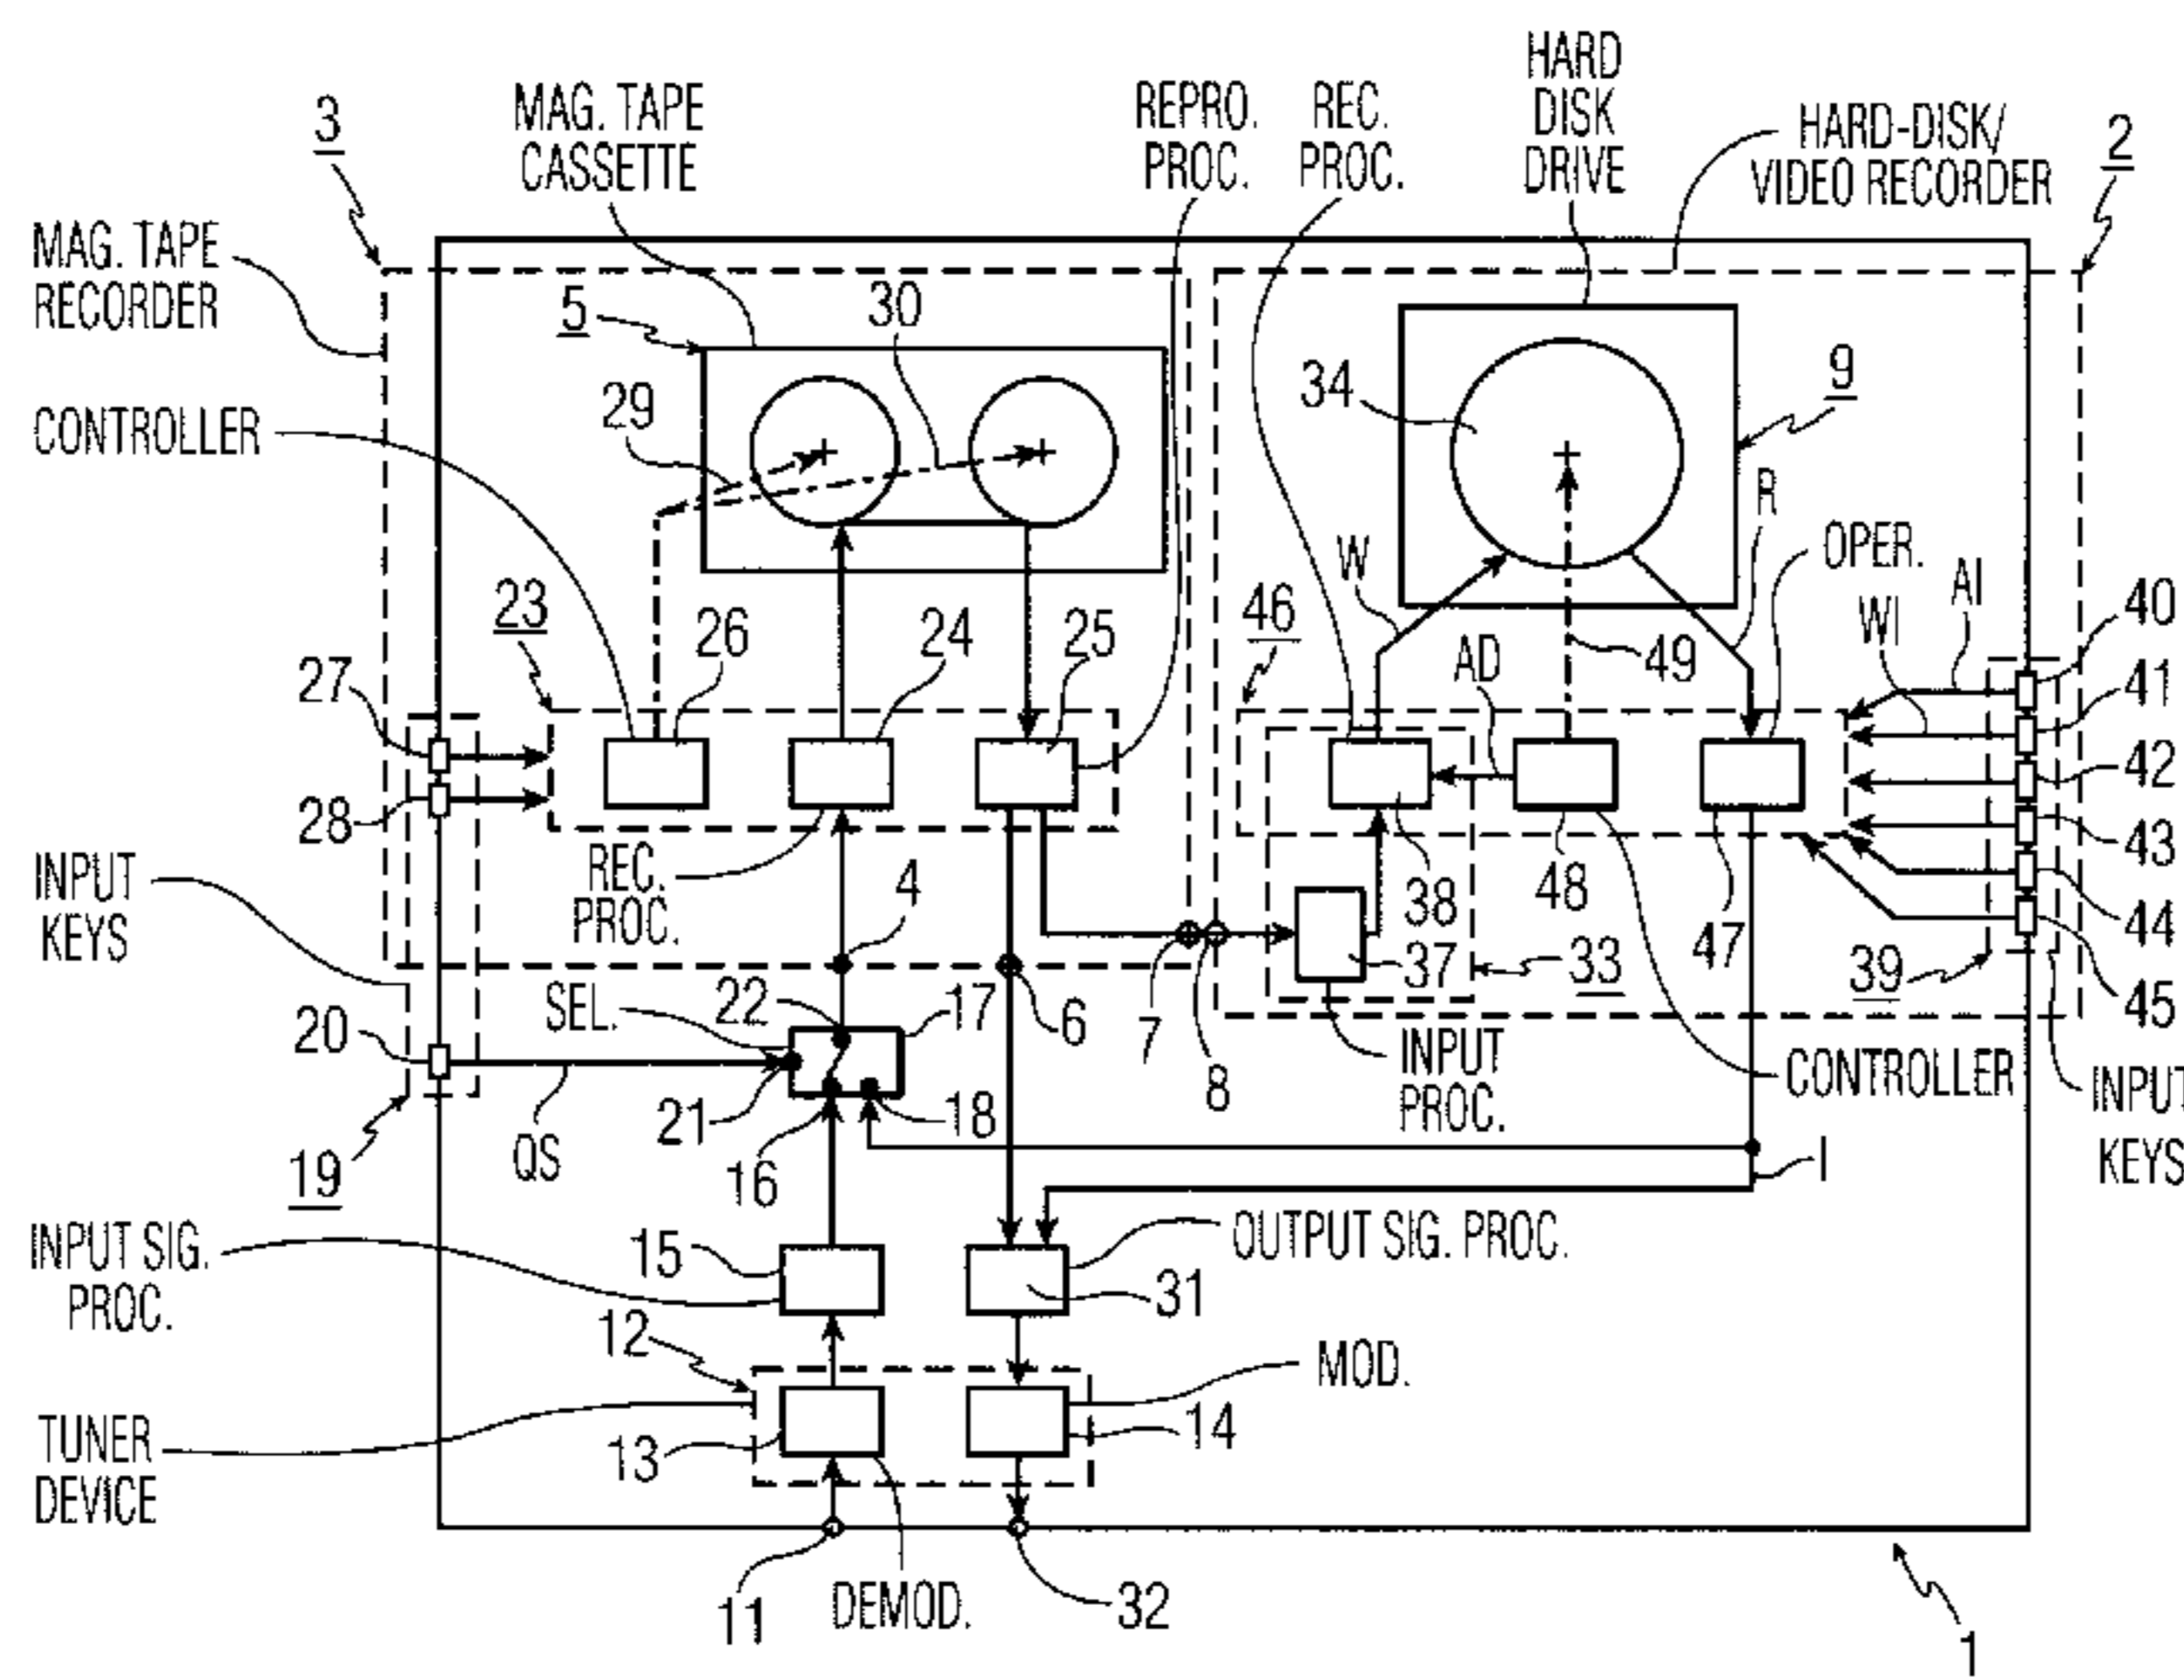 HARD
DISK
DRIVE
MAG. TAPE
CASSETTE
REPRO.
PROC.
REC.
PROC.
HARD-DISK/
VIDEO RECORDER
3
2
MAG. TAPE
RECORDER
5
30
9
34
29
CONTROLLER
R
OPER.
W
AI
WI
40
23
26
24
25
46
AD
49
41
27
42
28
43
INPUT
KEYS
REC.
PROC.
4
38
48
47
44
37
33
39
45
SEL.
22
17
6
7
8
INPUT
PROC.
CONTROLLER
INPUT
KEYS
20
21
18
QS
16
I
19
INPUT SIG.
PROC.
15
OUTPUT SIG. PROC.
31
12
MOD.
TUNER
DEVICE
13
14
11
DEMOD.
32
1